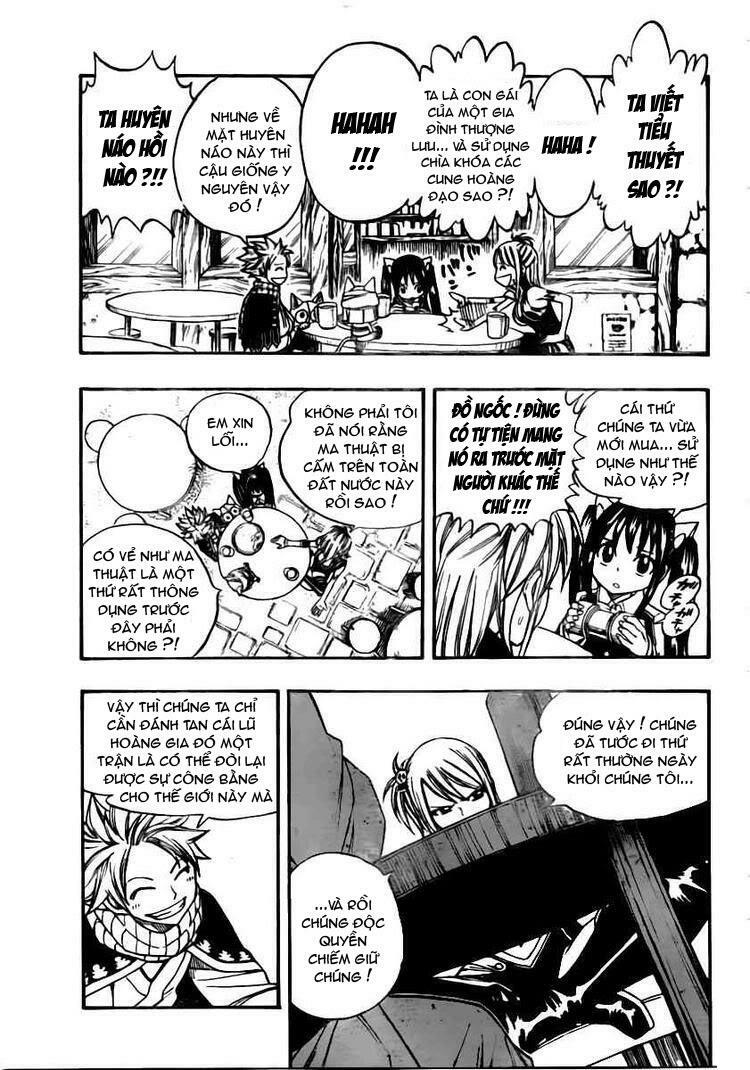 TA VIẾT
TIỂU
THUYẾT
SAO ?!
HAHA !
TA LÀ CON GÁI
CỦA MỘT GIA
ĐÌNH THƯỢNG
LƯU... VÀ SỬ DỤNG
CHÌA KHÓA CÁC
CUNG HOÀNG
ĐẠO SAO ?!
HAHAH
!!!
NHƯNG VỀ
MẶT HUYÊN
NÁO NÀY THÌ
CẬU GIỐNG Y
NGUYÊN VẬY
ĐÓ !
TA HUYÊN
NÁO HỒI
NÀO ?!!
CÁI THỨ
CHÚNG TA VỪA
MỚI MUA... SỬ
DỤNG NHƯ THẾ
NÀO VẬY ?!
ĐỒ NGỐC ! ĐỪNG
CÓ TỰ TIỆN MANG
NÓ RA TRƯỚC MẶT
NGƯỜI KHÁC THẾ
CHỨ !!!
KHÔNG PHẢI TÔI
ĐÃ NÓI RẰNG
MA THUẬT BỊ
CẤM TRÊN TOÀN
ĐẤT NƯỚC NÀY
RỒI SAO !
EM XIN
LỖI...
CÓ VẺ NHƯ MA
THUẬT LÀ MỘT
THỨ RẤT THÔNG
DỤNG TRƯỚC
ĐÂY PHẢI
KHÔNG ?!
ĐÚNG VẬY ! CHÚNG
ĐÃ TƯỚC ĐI THỨ
RẤT THƯỜNG NGÀY
KHỎI CHÚNG TÔI...
...VÀ RỒI
CHÚNG ĐỘC
QUYỀN
CHIẾM GIỮ
CHÚNG !
VẬY THÌ CHÚNG TA CHỈ
CẦN ĐÁNH TAN CÁI LŨ
HOÀNG GIA ĐÓ MỘT
TRẬN LÀ CÓ THỂ ĐÒI LẠI
ĐƯỢC SỰ CÔNG BẰNG
CHO THẾ GIỚI NÀY MÀ